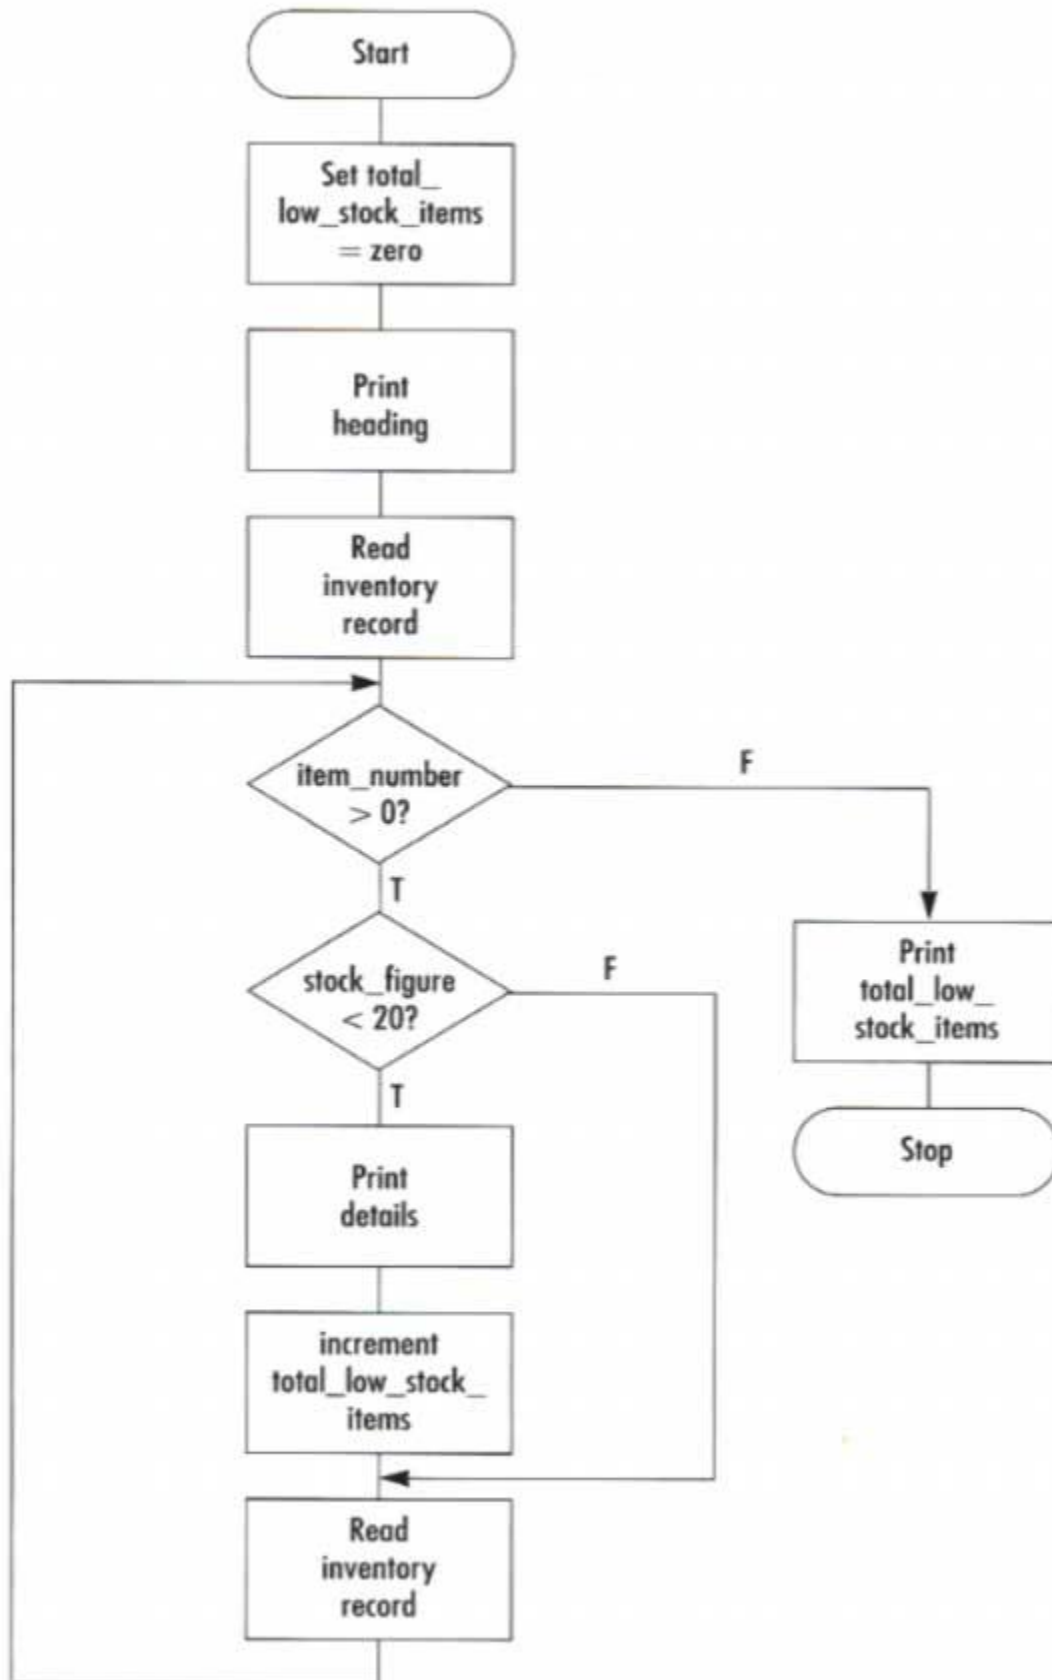 Start
Set total_
low_stock_items
= zero
Print
heading
Read
inventory
record
item_number
> 0?
F
T
stock_figure
< 20?
F
T
Print
details
increment
total_low_stock_
items
Read
inventory
record
Print
total_low_
stock_items
Stop